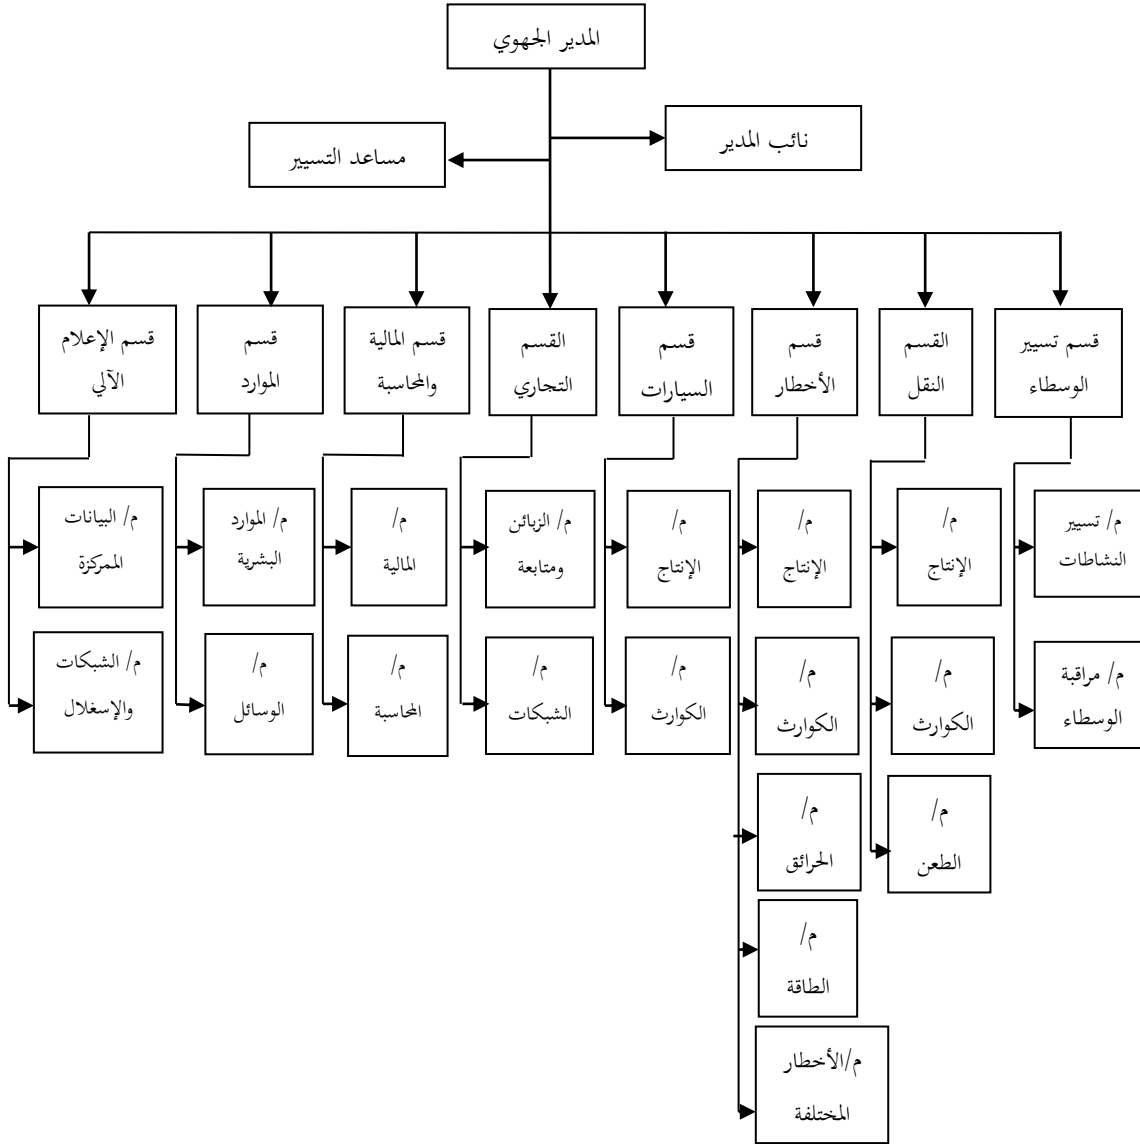 المدير الجهوي
نائب المدير
مساعد التسيير
قسم تسيير
الوسطاء
القسم
النقل
قسم
الأخطار
قسم
السيارات
القسم
التجاري
قسم المالية
والمحاسبة
قسم
الموارد
قسم الإعلام
الآلي
م/ تسيير
النشاطات
م/
الإنتاج
م/
الإنتاج
م/
الإنتاج
م/ الزبائن
ومتابعة
م/
المالية
م/ الموارد
البشرية
م/ البيانات
الممركزة
م/ مراقبة
الوسطاء
م/
الكوارث
م/
الكوارث
م/
الكوارث
م/
الشبكات
م/
المحاسبة
م/
الوسائل
م/ الشبكات
والإسغلال
م/
الطعن
م/
الحرائق
م/
الطاقة
م/الأخطار
المختلفة